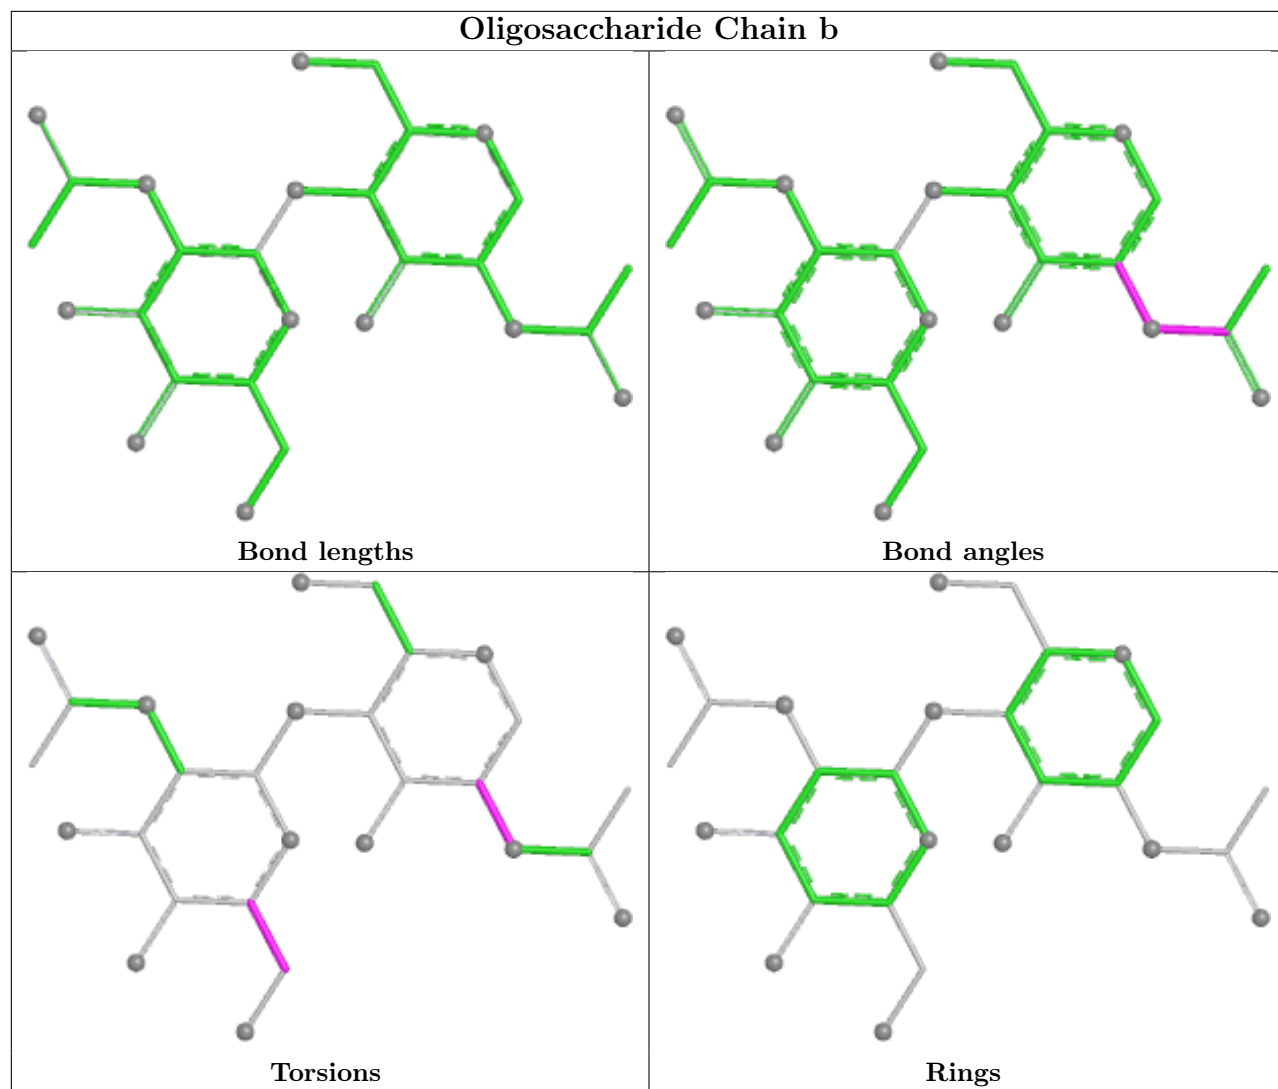 Oligosaccharide Chain b
Bond lengths
Bond angles
Torsions
Rings